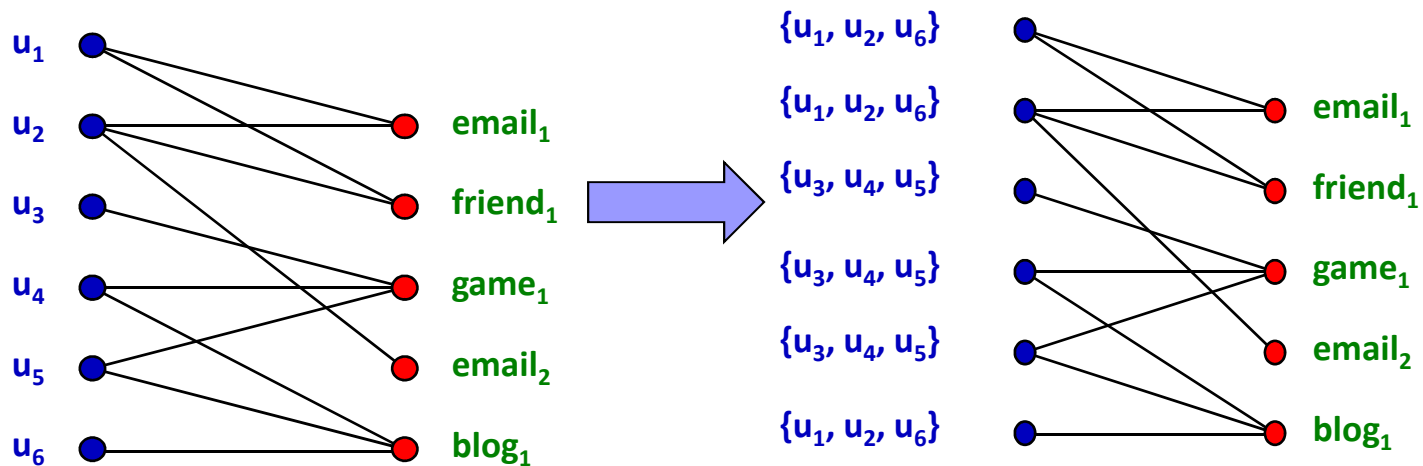 u₁
u₂
u₃
u₄
u₅
u₆
email₁
friend₁
game₁
email₂
blog₁
{u₁, u₂, u₆}
{u₁, u₂, u₆}
{u₃, u₄, u₅}
{u₃, u₄, u₅}
{u₃, u₄, u₅}
{u₁, u₂, u₆}
email₁
friend₁
game₁
email₂
blog₁